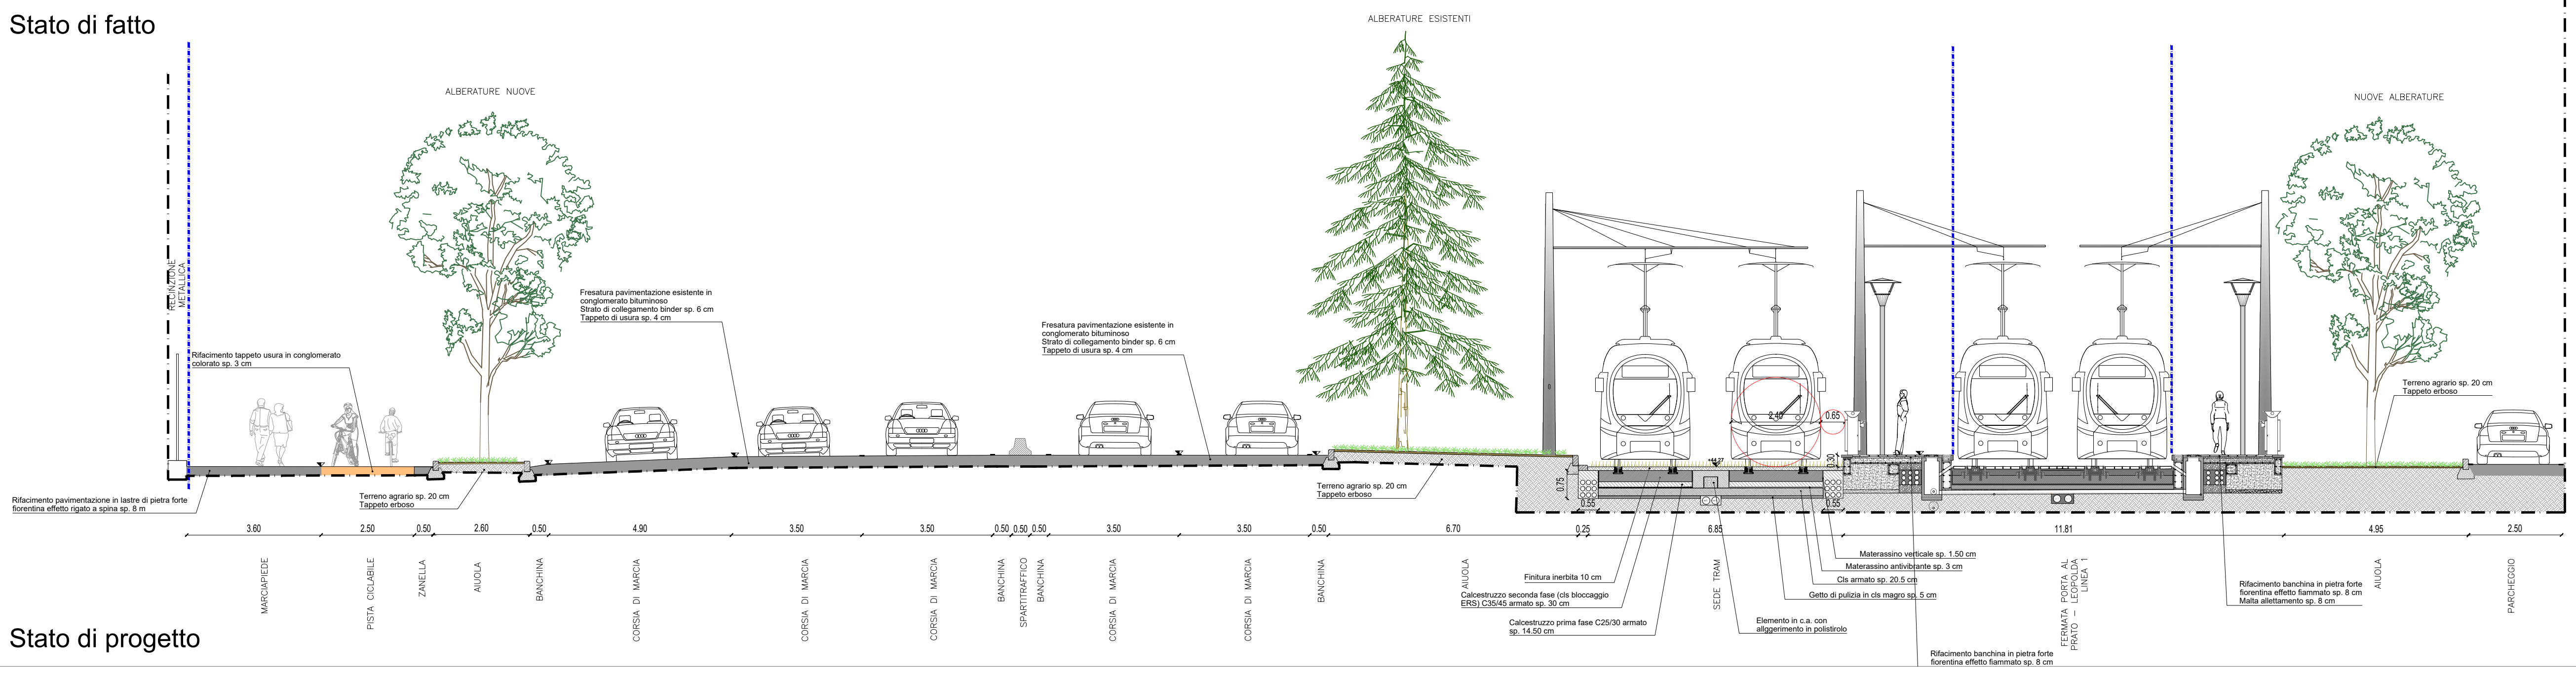 Stato di fatto
ALBERATURE ESISTENTI
ALBERATURE NUOVE
NUOVE ALBERATURE
RECINZIONE
METALLICA
Fresatura pavimentazione esistente in
conglomerato bituminoso
Strato di collegamento binder sp. 6 cm
Tappeto di usura sp. 4 cm
Fresatura pavimentazione esistente in
conglomerato bituminoso
Strato di collegamento binder sp. 6 cm
Tappeto di usura sp. 4 cm
Rifacimento tappeto usura in conglomerato
colorato sp. 3 cm
Terreno agrario sp. 20 cm
Tappeto erboso
2.40
0.65
0.30
+44.27
0.75
0.55
0.55
Rifacimento pavimentazione in lastre di pietra forte
fiorentina effetto rigato a spina sp. 8 m
Terreno agrario sp. 20 cm
Tappeto erboso
Terreno agrario sp. 20 cm
Tappeto erboso
3.60
2.50
0.50
2.60
0.50
4.90
3.50
3.50
0.50
0.50
0.50
3.50
3.50
0.50
6.70
0.25
6.85
11.81
4.95
2.50
MARCIAPIEDE
PISTA CICLABILE
ZANELLA
AIUOLA
BANCHINA
CORSIA DI MARCIA
CORSIA DI MARCIA
CORSIA DI MARCIA
BANCHINA
SPARTITRAFFICO
BANCHINA
CORSIA DI MARCIA
CORSIA DI MARCIA
BANCHINA
AIUOLA
SEDE TRAM
FERMATA PORTA AL
PRATO – LEOPOLDA
LINEA 1
AIUOLA
PARCHEGGIO
Materassino verticale sp. 1.50 cm
Materassino antivibrante sp. 3 cm
Cls armato sp. 20.5 cm
Getto di pulizia in cls magro sp. 5 cm
Finitura inerbita 10 cm
Calcestruzzo seconda fase (cls bloccaggio
ERS) C35/45 armato sp. 30 cm
Calcestruzzo prima fase C25/30 armato
sp. 14.50 cm
Elemento in c.a. con
allggerimento in polistirolo
Rifacimento banchina in pietra forte
fiorentina effetto fiammato sp. 8 cm
Malta allettamento sp. 8 cm
Rifacimento banchina in pietra forte
fiorentina effetto fiammato sp. 8 cm
Stato di progetto